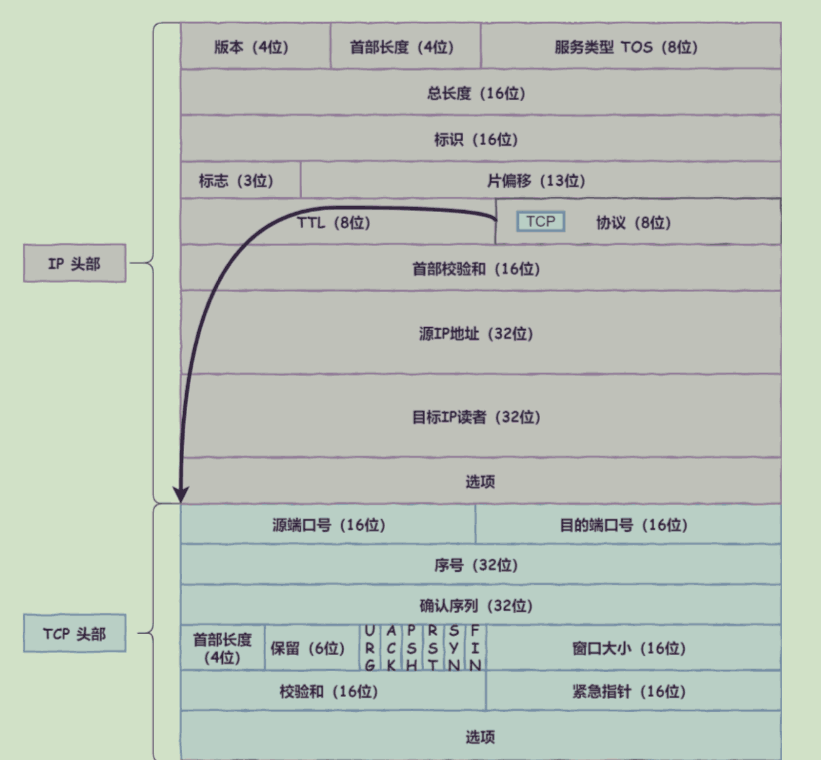 版本 (4位) 首部长度 (4位) 服务类型 TOS (8位)
总长度 (16位)
标识 (16位)
标志 (3位) 片偏移 (13位)
TTL (8位) TCP 协议 (8位)
IP 头部
首部校验和 (16位)
源IP地址 (32位)
目标IP读者 (32位)
选项
源端口号 (16位) 目的端口号 (16位)
序号 (32位)
确认序列 (32位)
TCP 头部
首部长度
(4位)
保留 (6位) URG ACK PSH RST SYN FIN 窗口大小 (16位)
校验和 (16位) 紧急指针 (16位)
选项